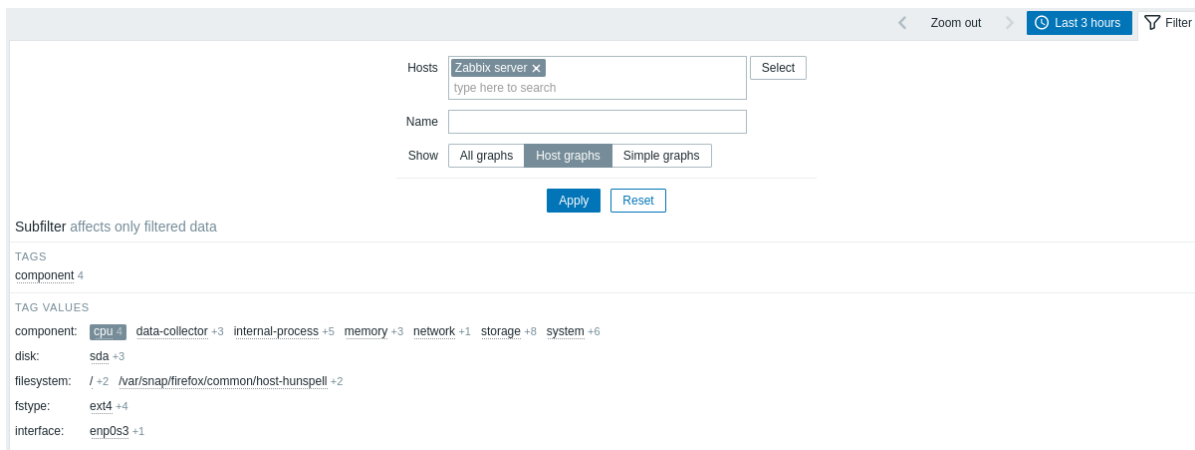 Zoom out Last 3 hours Filter
Hosts Zabbix server × Select
type here to search
Name
Show All graphs Host graphs Simple graphs
Apply Reset
Subfilter affects only filtered data
TAGS
component 4
TAG VALUES
component: cpu 4 data-collector +3 internal-process +5 memory +3 network +1 storage +8 system +6
disk: sda +3
filesystem: / +2 /var/snap/firefox/common/host-hunspell +2
fstype: ext4 +4
interface: enp0s3 +1